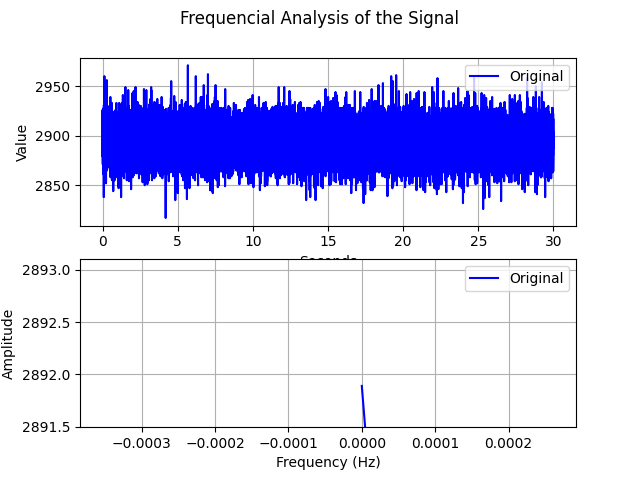 Frequencial Analysis of the Signal
Original
Value
2950
2900
2850
0 5 10 15 20 25 30
Seconds
Original
Amplitude
2893.0
2892.5
2892.0
2891.5
−0.0003 −0.0002 −0.0001 0.0000 0.0001 0.0002
Frequency (Hz)